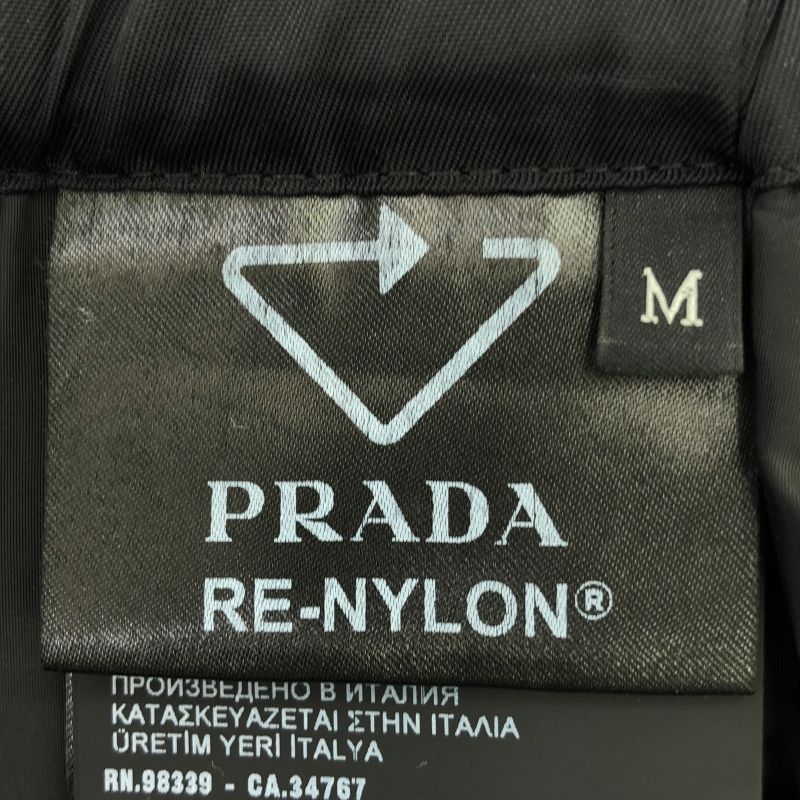 M
PRADA
RE-NYLON®
ПРОИЗВЕДЕНО В ИТАЛИЯ
ΚΑΤΑΣΚΕΥΑΖΕΤΑΙ ΣΤΗΝ ΙΤΑΛΙΑ
ÜRETİM YERİ İTALYA
RN.98339 - CA.34767